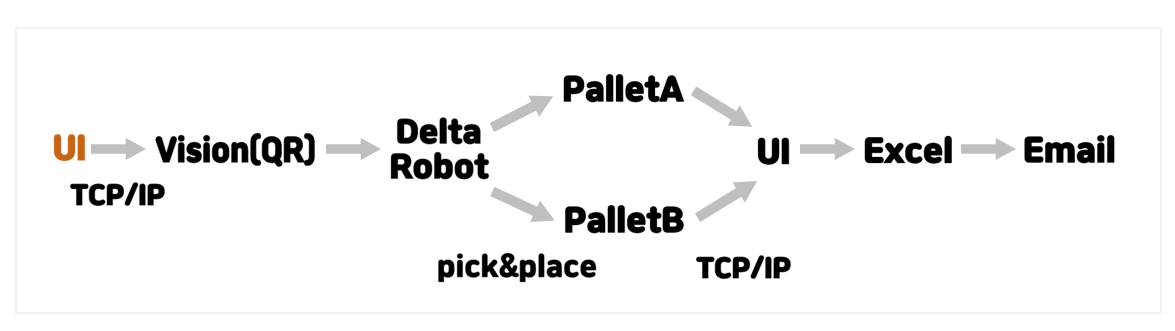 UI
Vision(QR)
TCP/IP
Delta
Robot
PalletA
PalletB
pick&place
UI
TCP/IP
Excel
Email